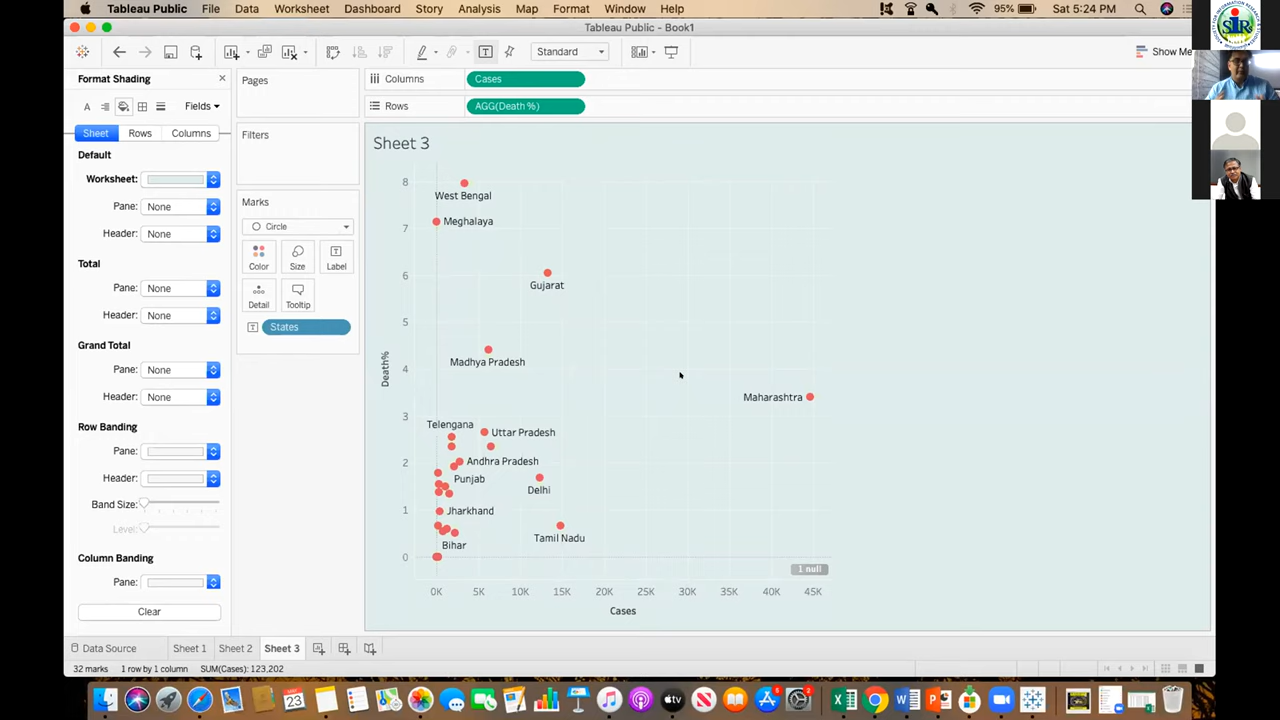 Tableau Public File Data Worksheet Dashboard Story Analysis Map Format Window Help 95% Sat 5:24 PM
Tableau Public - Book1
Standard
Show Me
Format Shading
Fields
Sheet Rows Columns
Default
Worksheet:
Pane: None
Header: None
Total
Pane: None
Header: None
Grand Total
Pane: None
Header: None
Row Banding
Pane:
Header:
Band Size:
Level:
Column Banding
Pane:
Clear
Pages
Filters
Marks
Circle
Color Size Label
Detail Tooltip
States
Columns Cases
Rows AGG(Death %)
Sheet 3
8
7
6
5
4
3
2
1
0
Death%
West Bengal
Meghalaya
Gujarat
Madhya Pradesh
Maharashtra
Telengana
Uttar Pradesh
Andhra Pradesh
Punjab
Delhi
Jharkhand
Tamil Nadu
Bihar
1 null
0K 5K 10K 15K 20K 25K 30K 35K 40K 45K
Cases
Data Source Sheet 1 Sheet 2 Sheet 3
32 marks 1 row by 1 column SUM(Cases): 123,202